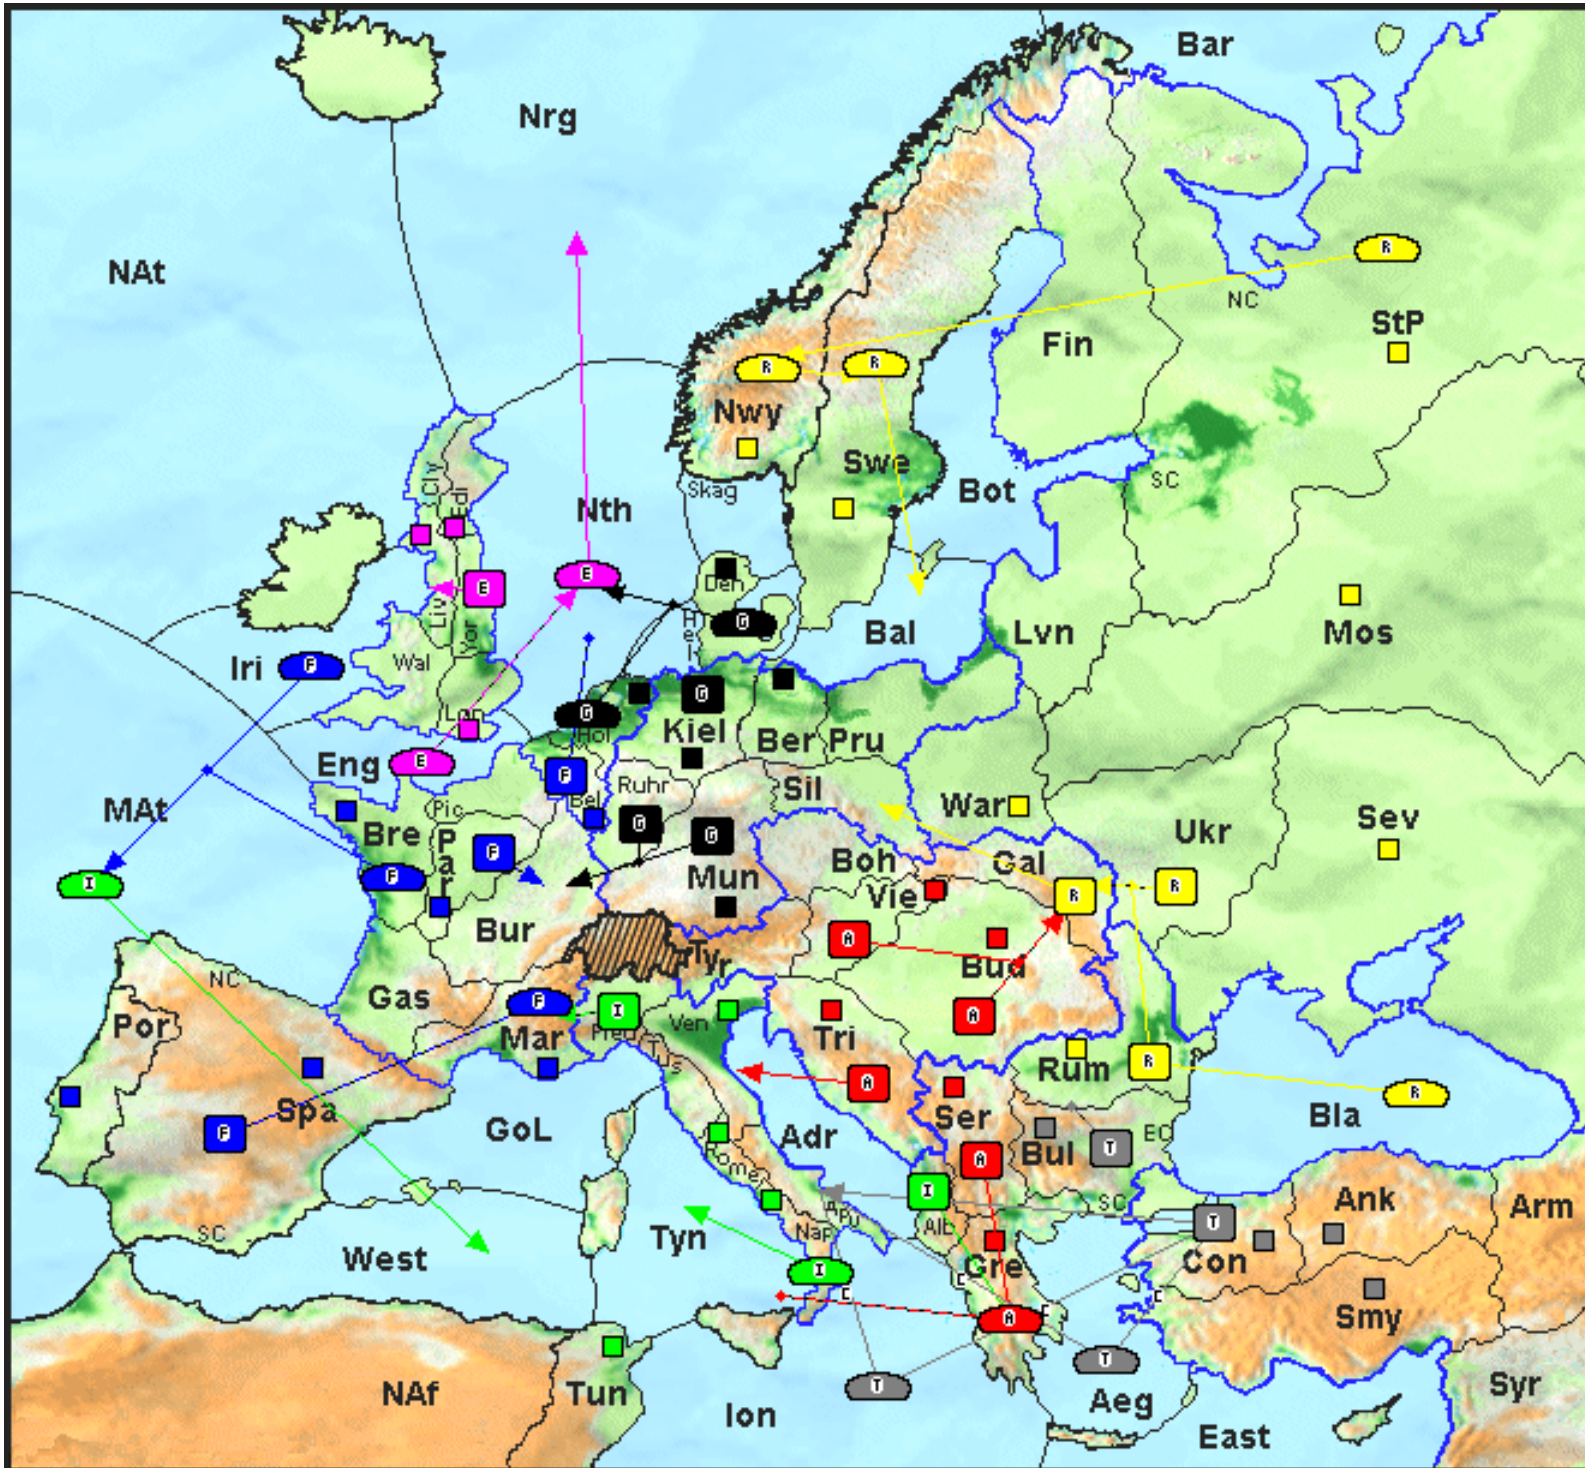 Bar
Nrg
R
NAt
NC
StP
Fin
R
R
Nwy
Swe
Cly
Edi
Skag
Bot
SC
Nth
E
Den
E
Liv
Yor
Hel
G
Bal
Lvn
Mos
Iri
F
Wal
Lon
G
G
Hol
Kiel
Ber
Pru
Eng
E
F
Ruhr
Bel
Sil
War
MAt
Pic
Bre
Par
G
G
Ukr
Sev
F
Boh
Gal
I
F
Mun
Vie
R
R
Bur
A
Bud
Tyr
NC
Gas
F
I
Pied
Ven
A
Por
Mar
Tus
Tri
Rum
R
A
R
Spa
F
GoL
Adr
Ser
Bla
EC
T
Bul
Rome
A
I
SC
Ank
Arm
SC
Apu
Alb
T
Nap
Tyn
West
I
Gre
Con
C
C
C
C
A
Smy
T
T
NAf
Tun
Ion
Aeg
Syr
East